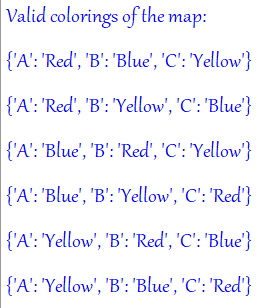 Valid colorings of the map:
{'A': 'Red', 'B': 'Blue', 'C': 'Yellow'}
{'A': 'Red', 'B': 'Yellow', 'C': 'Blue'}
{'A': 'Blue', 'B': 'Red', 'C': 'Yellow'}
{'A': 'Blue', 'B': 'Yellow', 'C': 'Red'}
{'A': 'Yellow', 'B': 'Red', 'C': 'Blue'}
{'A': 'Yellow', 'B': 'Blue', 'C': 'Red'}